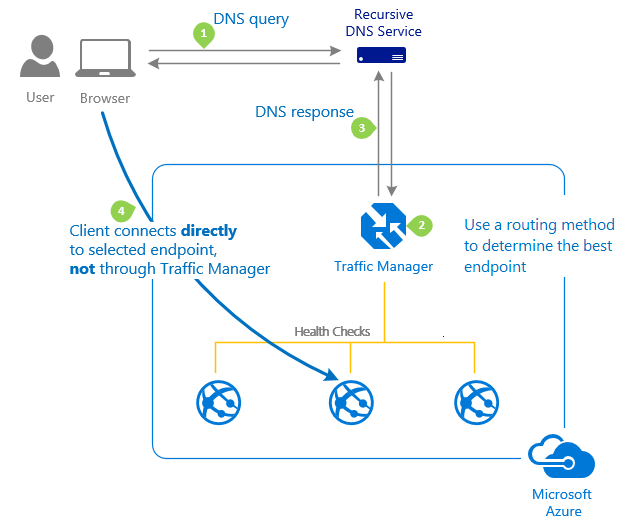 DNS query
1
Recursive
DNS Service
User
Browser
DNS response
3
4
Client connects directly
to selected endpoint,
not through Traffic Manager
2
Traffic Manager
Use a routing method
to determine the best
endpoint
Health Checks
Microsoft
Azure